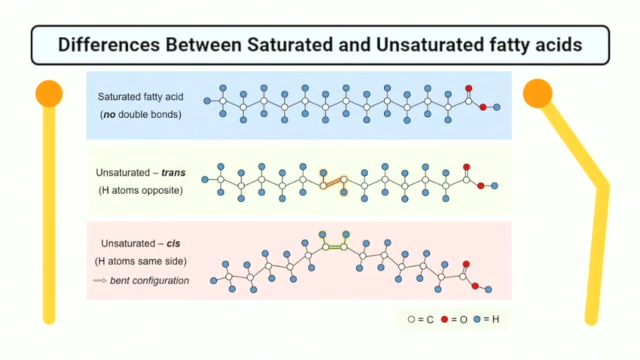 Differences Between Saturated and Unsaturated fatty acids
Saturated fatty acid
(no double bonds)
Unsaturated – trans
(H atoms opposite)
Unsaturated – cis
(H atoms same side)
⇨ bent configuration
= C = O = H